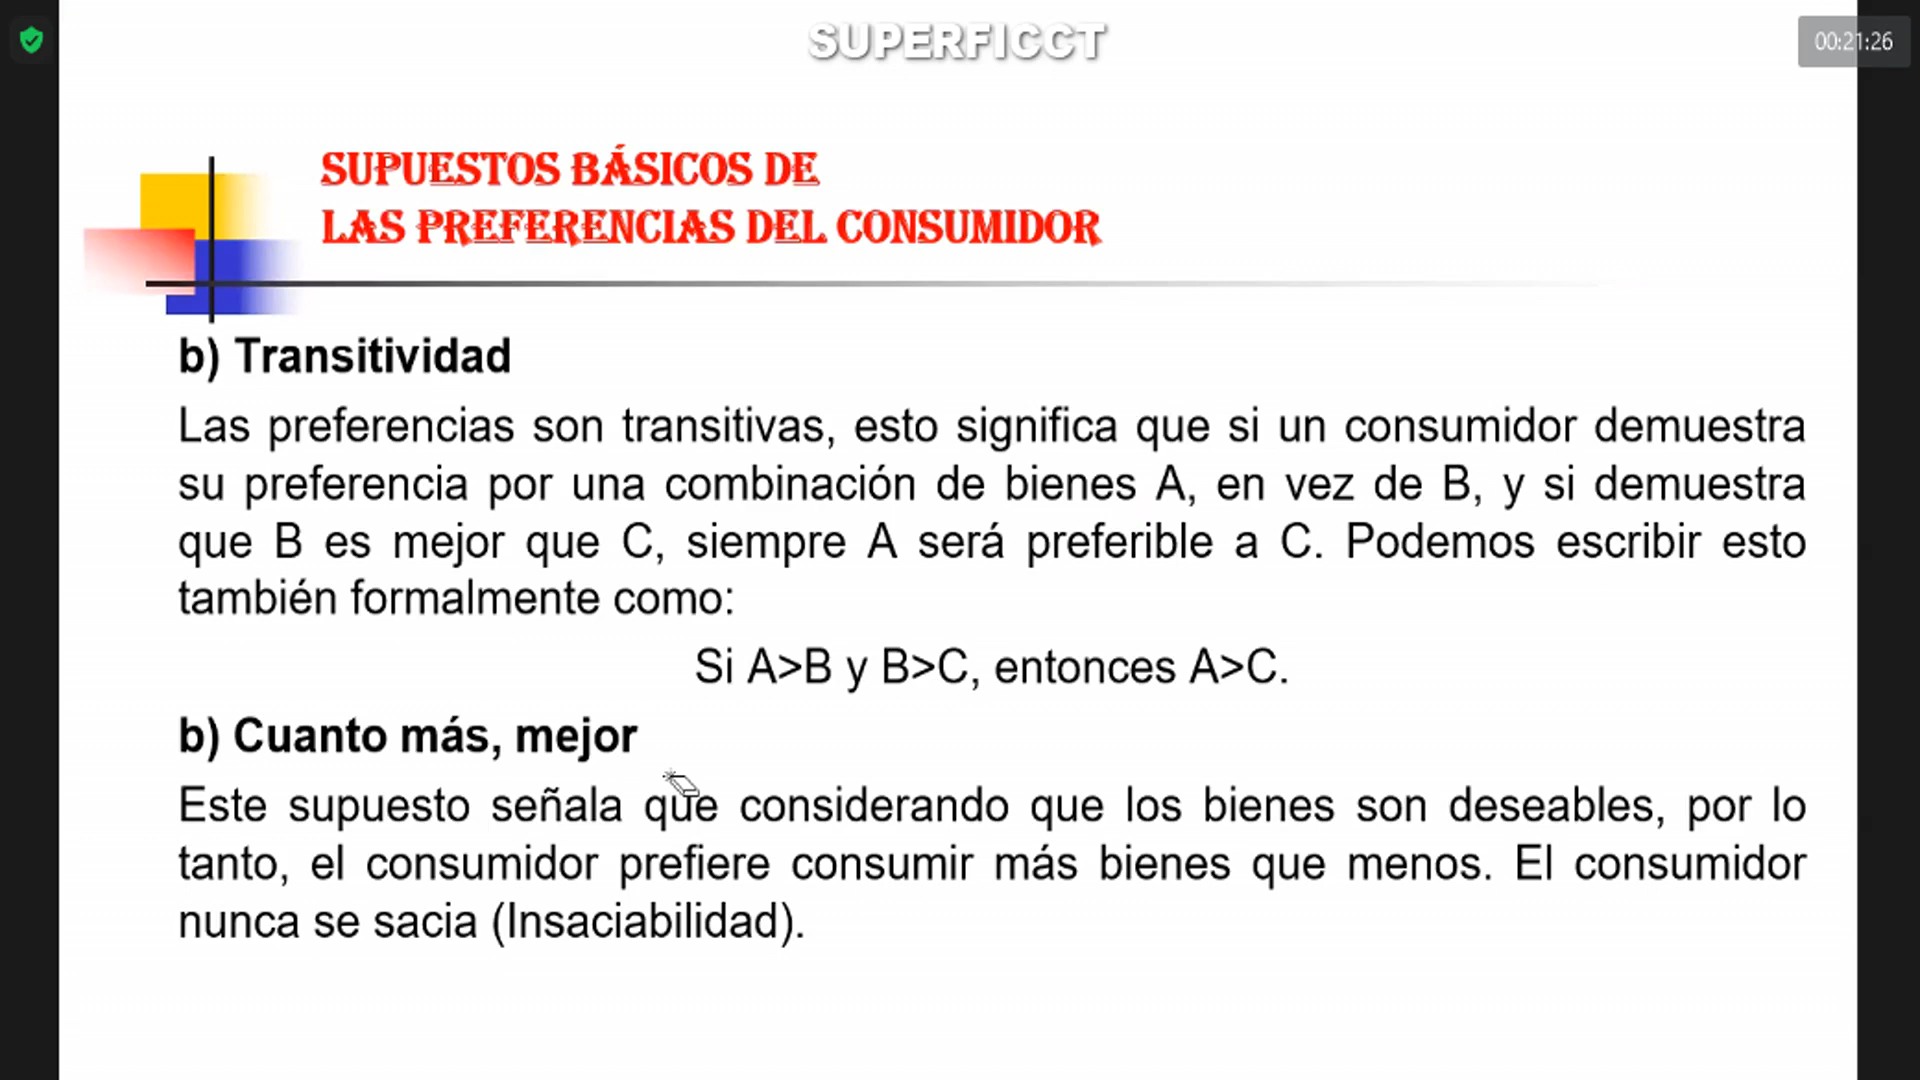 SUPERFICCT
00:21:26
SUPUESTOS BÁSICOS DE
LAS PREFERENCIAS DEL CONSUMIDOR
b) Transitividad
Las preferencias son transitivas, esto significa que si un consumidor demuestra
su preferencia por una combinación de bienes A, en vez de B, y si demuestra
que B es mejor que C, siempre A será preferible a C. Podemos escribir esto
también formalmente como:
Si A>B y B>C, entonces A>C.
b) Cuanto más, mejor
Este supuesto señala que considerando que los bienes son deseables, por lo
tanto, el consumidor prefiere consumir más bienes que menos. El consumidor
nunca se sacia (Insaciabilidad).